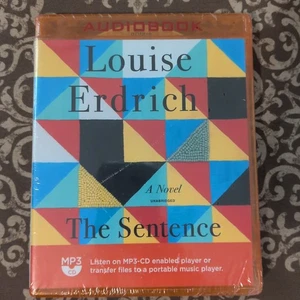 AUDIOBOOK
Louise
Erdrich
A Novel
UNABRIDGED
The Sentence
MP3
CD
Listen on MP3-CD enabled player or
transfer files to a portable music player.